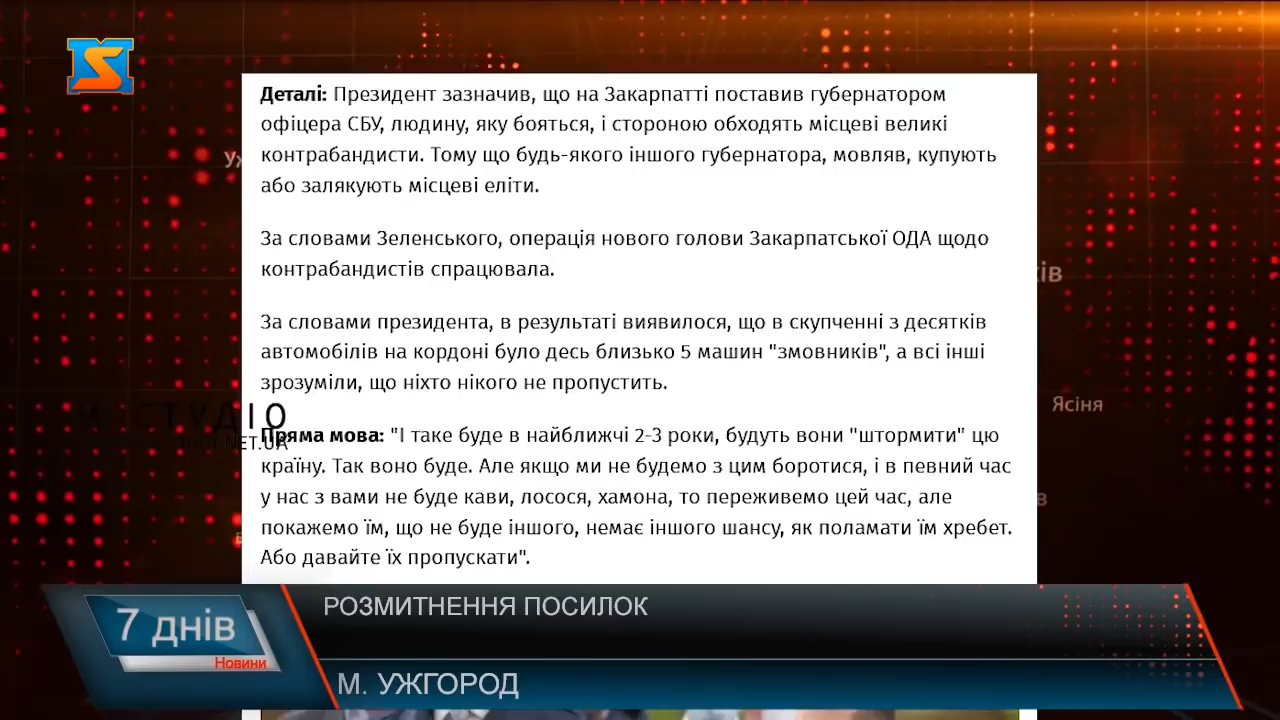 Деталі: Президент зазначив, що на Закарпатті поставив губернатором
офіцера СБУ, людину, яку бояться, і стороною обходять місцеві великі
контрабандисти. Тому що будь-якого іншого губернатора, мовляв, купують
або залякують місцеві еліти.
За словами Зеленського, операція нового голови Закарпатської ОДА щодо
контрабандистів спрацювала.
За словами президента, в результаті виявилося, що в скупченні з десятків
автомобілів на кордоні було десь близько 5 машин "змовників", а всі інші
зрозуміли, що ніхто нікого не пропустить.
Ясіня
СТУДІО
.NET.UA
Пряма мова: "І таке буде в найближчі 2-3 роки, будуть вони "штормити" цю
країну. Так воно буде. Але якщо ми не будемо з цим боротися, і в певний час
у нас з вами не буде кави, лосося, хамона, то переживемо цей час, але
покажемо їм, що не буде іншого, немає іншого шансу, як поламати їм хребет.
Або давайте їх пропускати".
7 днів
Новини
РОЗМИТНЕННЯ ПОСИЛОК
М. УЖГОРОД